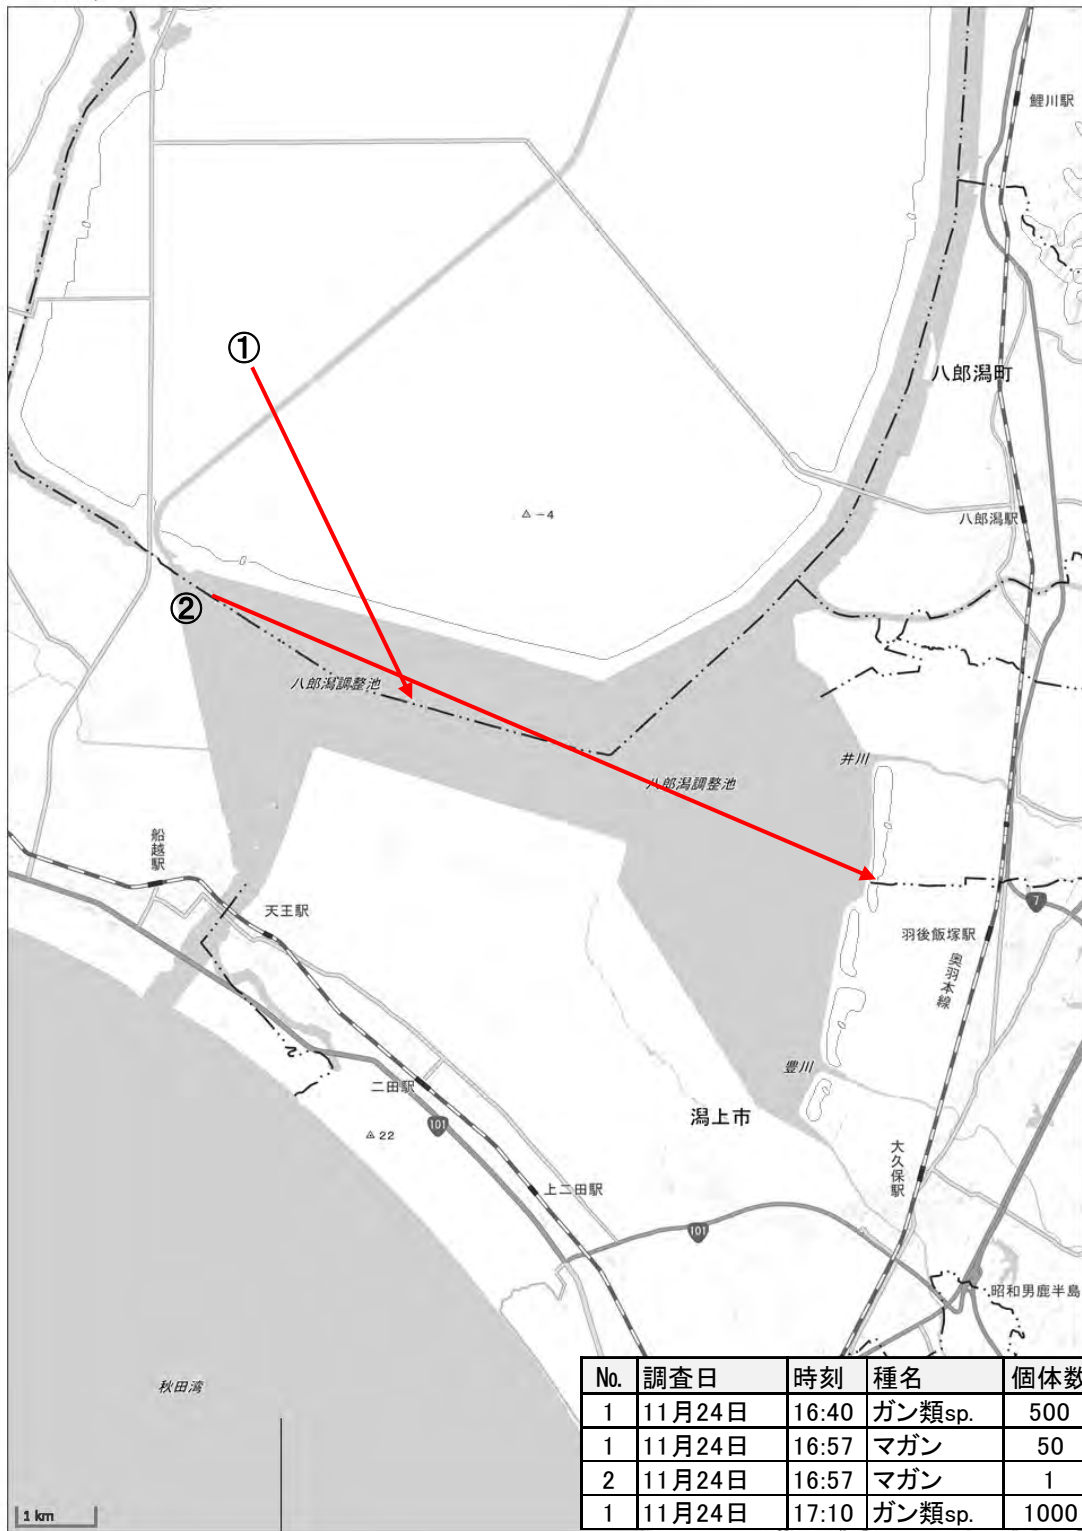 鯉川駅
①
八郎潟町
△-4
八郎潟駅
0
②
八郎潟調整池
井川
八郎潟調整池
船越駅
天王駅
7
羽後飯塚駅
奥羽本線
豊川
二田駅
潟上市
101
△22
大久保駅
上二田駅
101
昭和男鹿半島
秋田湾
No. 調査日 時刻 種名 個体数
1 11月24日 16:40 ガン類sp. 500
1 11月24日 16:57 マガン 50
2 11月24日 16:57 マガン 1
1 11月24日 17:10 ガン類sp. 1000
1 km